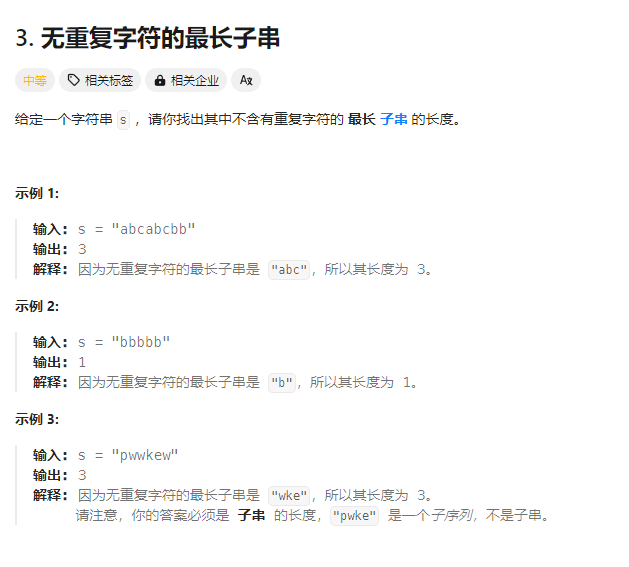 3. 无重复字符的最长子串
中等 相关标签 相关企业
给定一个字符串 s ，请你找出其中不含有重复字符的 最长 子串 的长度。
示例 1:
输入: s = "abcabcbb"
输出: 3
解释: 因为无重复字符的最长子串是 "abc"，所以其长度为 3。
示例 2:
输入: s = "bbbbb"
输出: 1
解释: 因为无重复字符的最长子串是 "b"，所以其长度为 1。
示例 3:
输入: s = "pwwkew"
输出: 3
解释: 因为无重复字符的最长子串是 "wke"，所以其长度为 3。
请注意，你的答案必须是 子串 的长度，"pwke" 是一个子序列，不是子串。